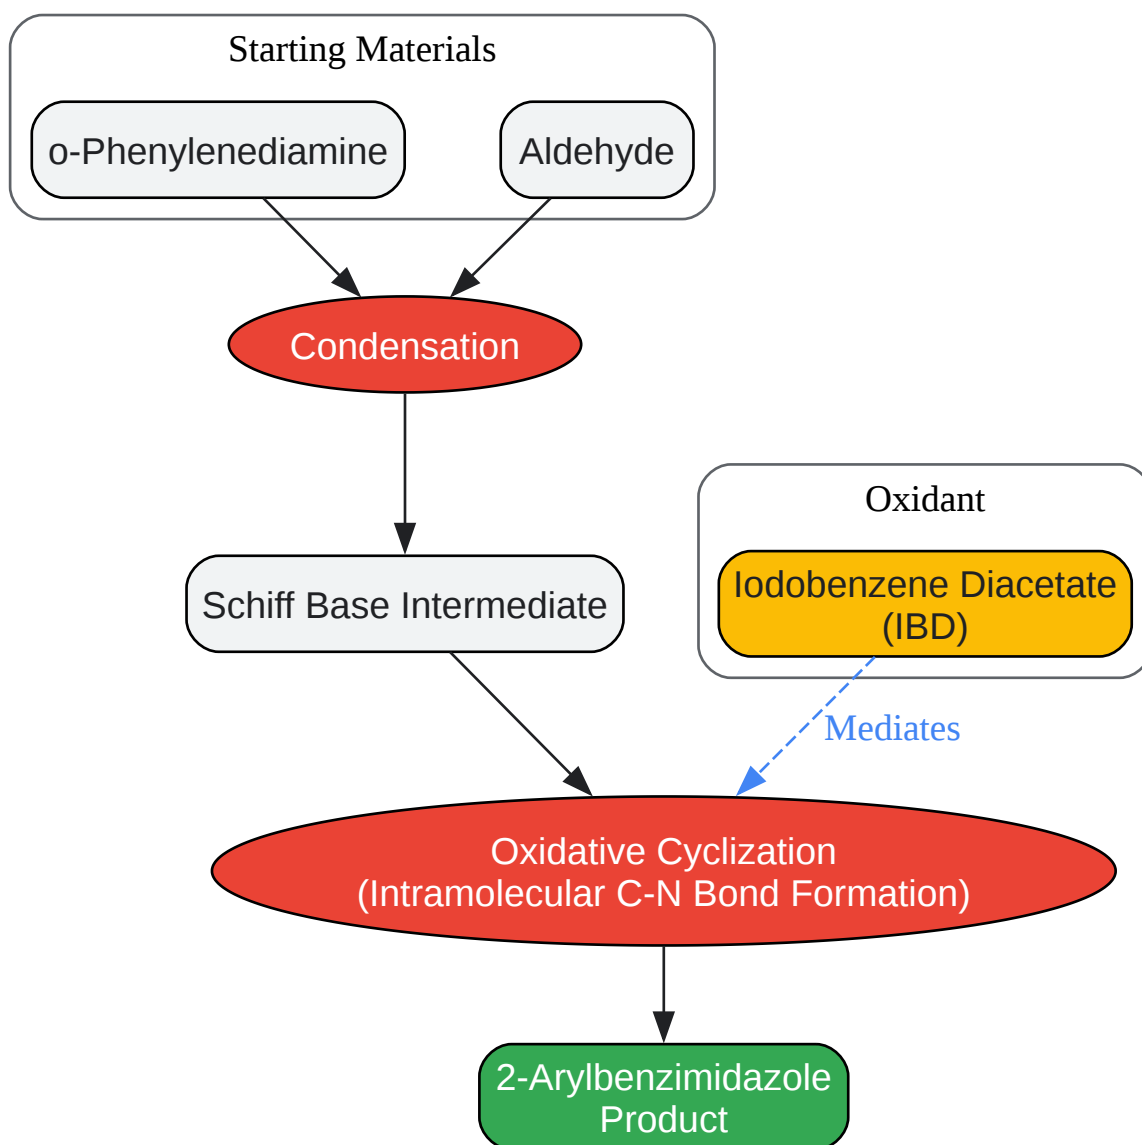 Starting Materials
o-Phenylenediamine
Aldehyde
Condensation
Schiff Base Intermediate
Oxidant
Iodobenzene Diacetate
(IBD)
Mediates
Oxidative Cyclization
(Intramolecular C-N Bond Formation)
2-Arylbenzimidazole
Product